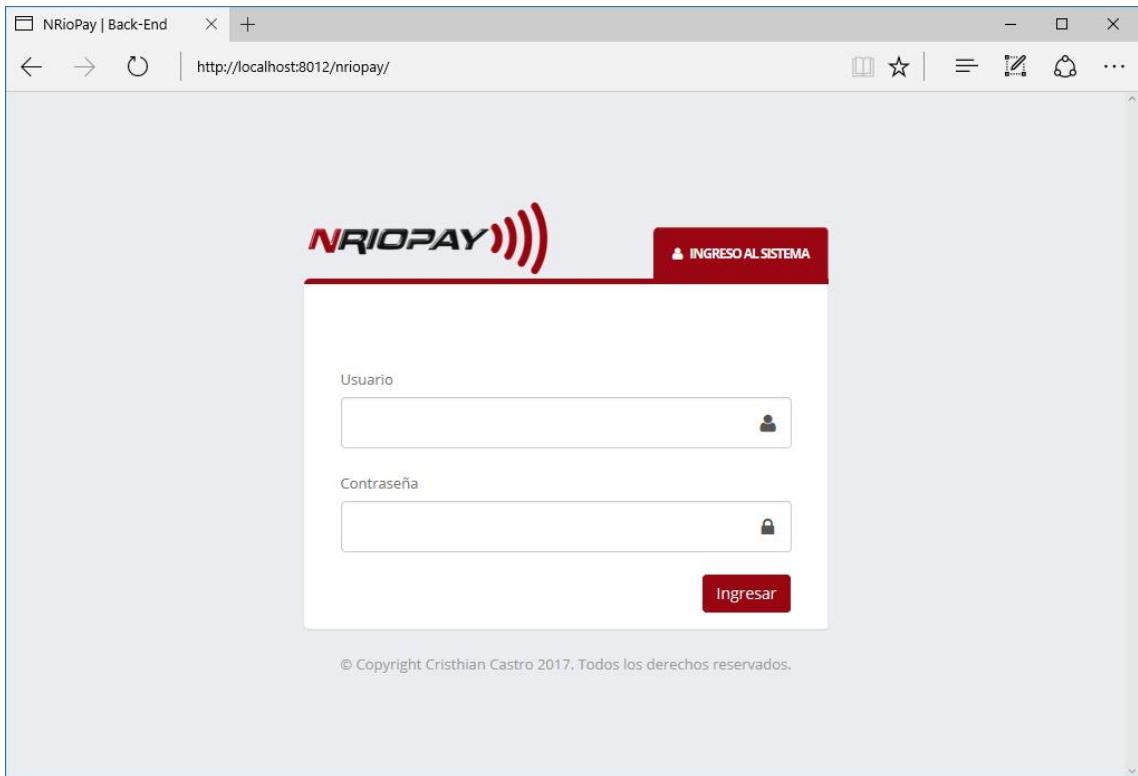 NRioPay | Back-End
http://localhost:8012/nriopay/
NRIOPAY
INGRESO AL SISTEMA
Usuario
Contraseña
Ingresar
© Copyright Cristhian Castro 2017. Todos los derechos reservados.